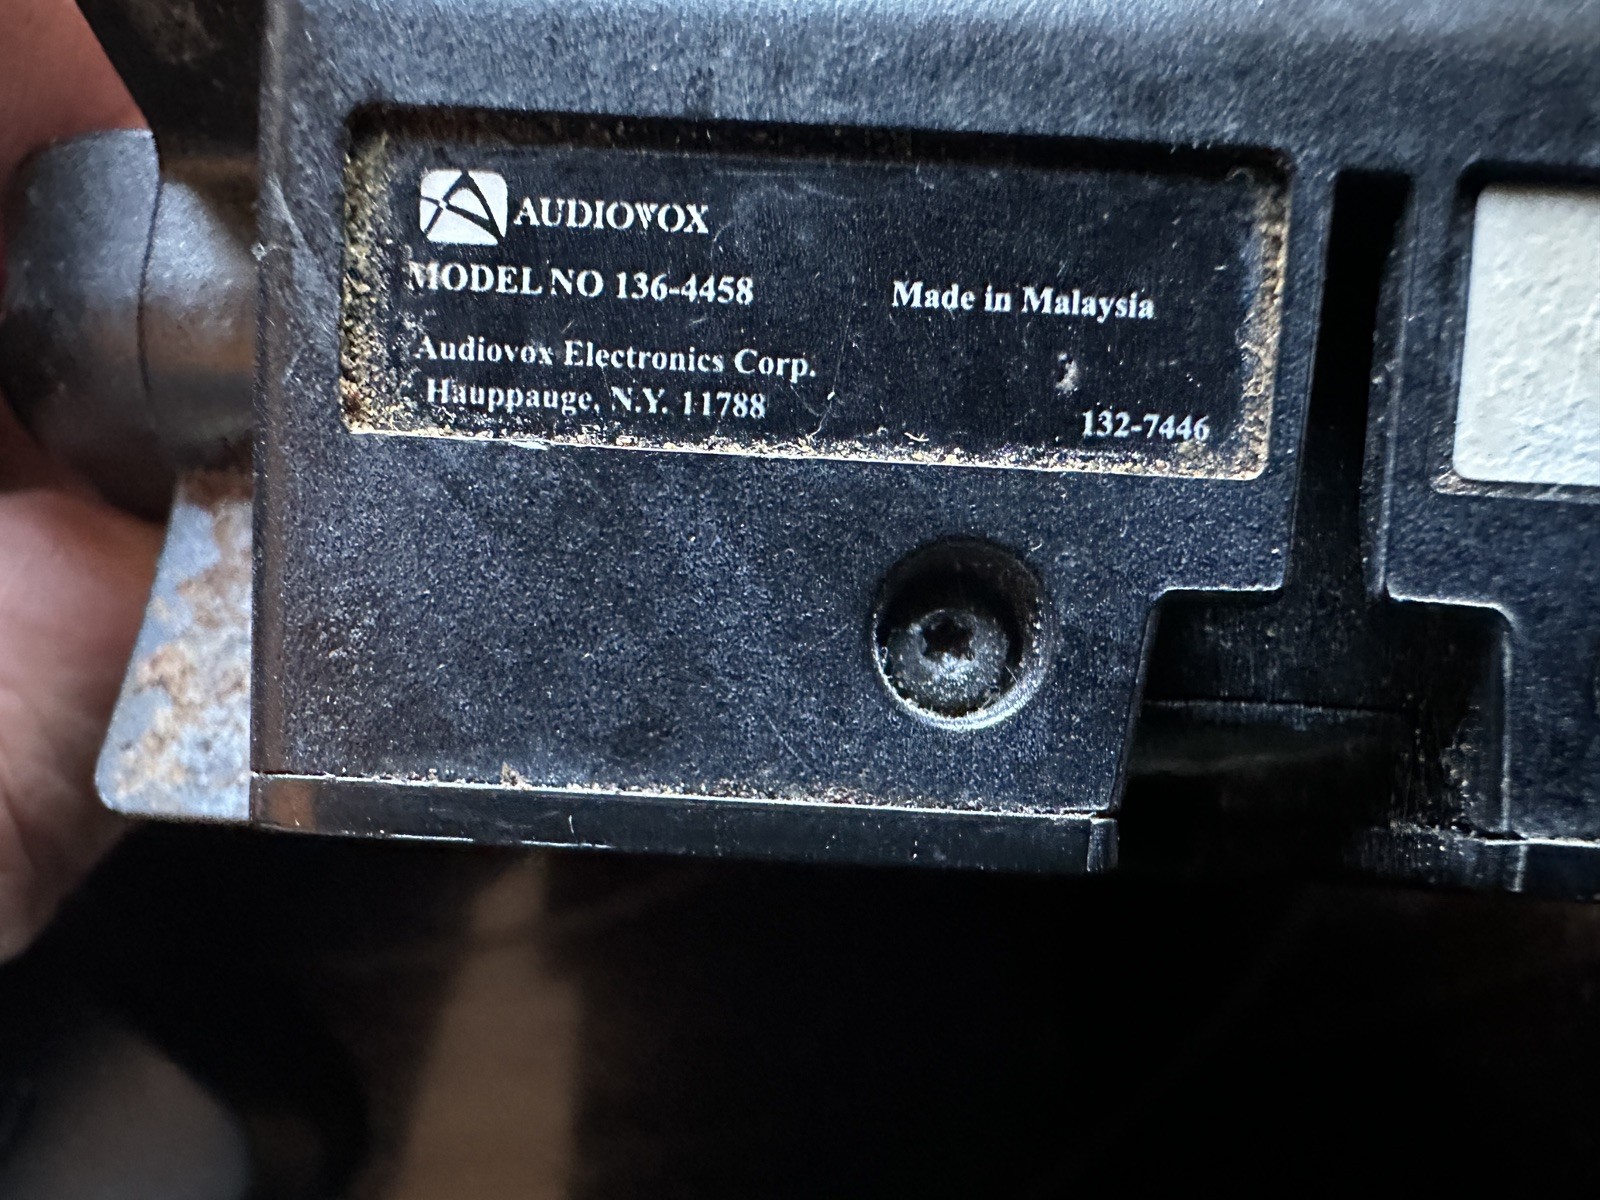 AUDIOVOX
MODEL NO 136-4458
Made in Malaysia
Audiovox Electronics Corp.
Hauppauge, N.Y. 11788
132-7446